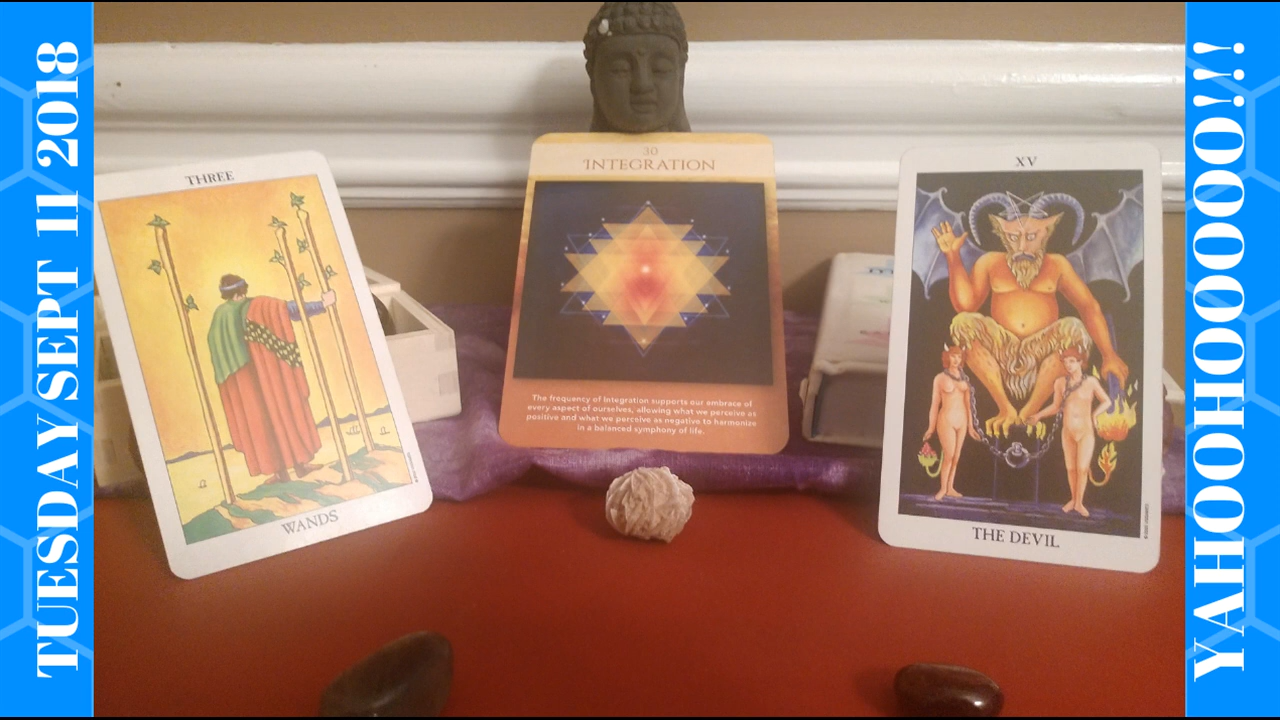 TUESDAY SEPT 11 2018
THREE
WANDS
30
INTEGRATION
The frequency of Integration supports our embrace of
every aspect of ourselves, allowing what we perceive as
positive and what we perceive as negative to harmonize
in a balanced symphony of life.
XV
THE DEVIL
YAHOOOHOOOOOO!!!